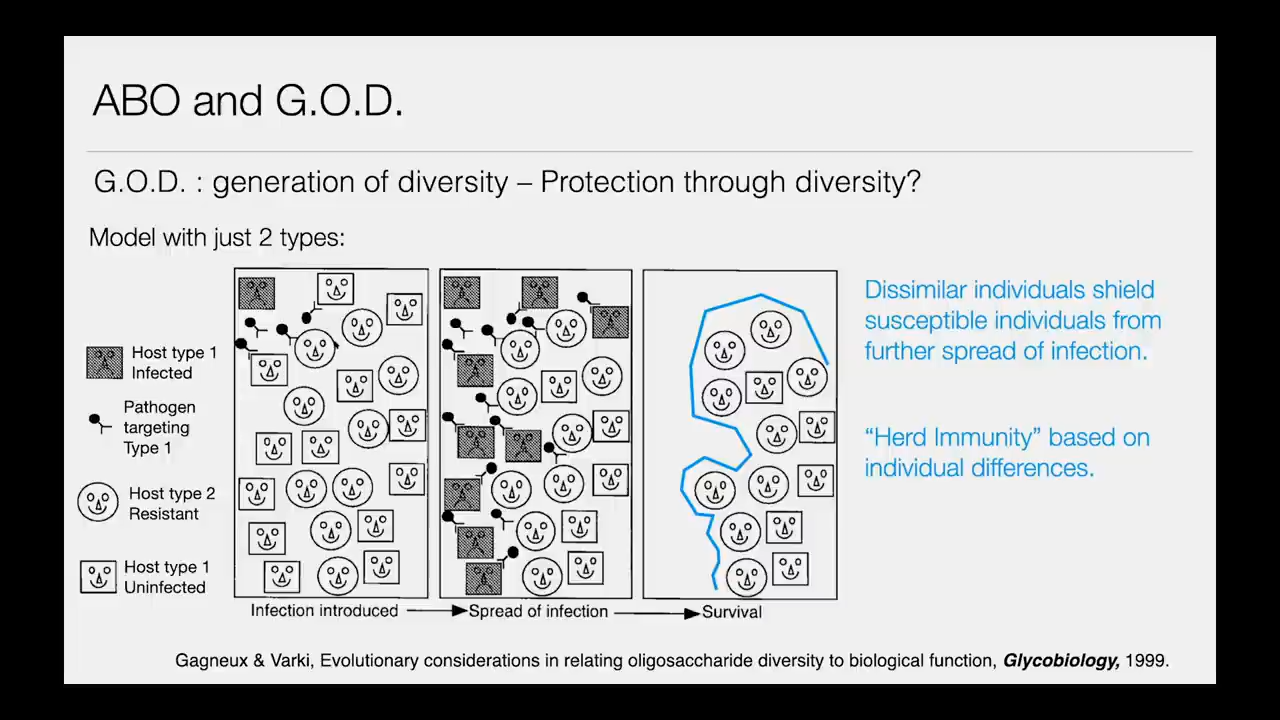 ABO and G.O.D.
G.O.D. : generation of diversity – Protection through diversity?
Model with just 2 types:
Host type 1
Infected
Pathogen
targeting
Type 1
Host type 2
Resistant
Host type 1
Uninfected
Infection introduced
Spread of infection
Survival
Dissimilar individuals shield
susceptible individuals from
further spread of infection.
“Herd Immunity” based on
individual differences.
Gagneux & Varki, Evolutionary considerations in relating oligosaccharide diversity to biological function, Glycobiology, 1999.